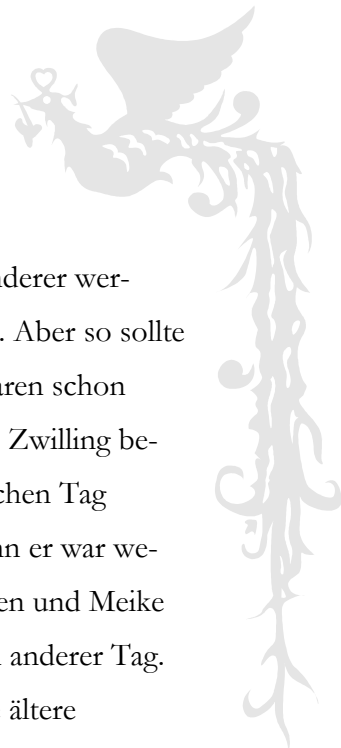 nderer wer-
. Aber so sollte
aren schon
Zwilling be-
chen Tag
nn er war we-
en und Meike
anderer Tag.
ältere